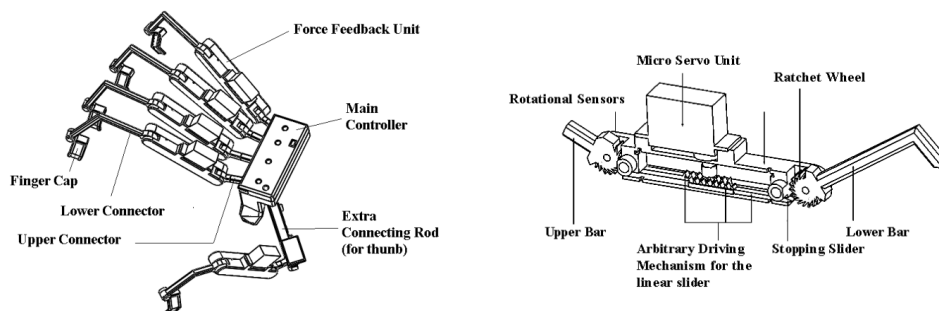 Force Feedback Unit
Main
Controller
Finger Cap
Lower Connector
Upper Connector
Extra
Connecting Rod
(for thunb)
Micro Servo Unit
Ratchet Wheel
Rotational Sensors
Upper Bar
Arbitrary Driving
Mechanism for the
linear slider
Stopping Slider
Lower Bar